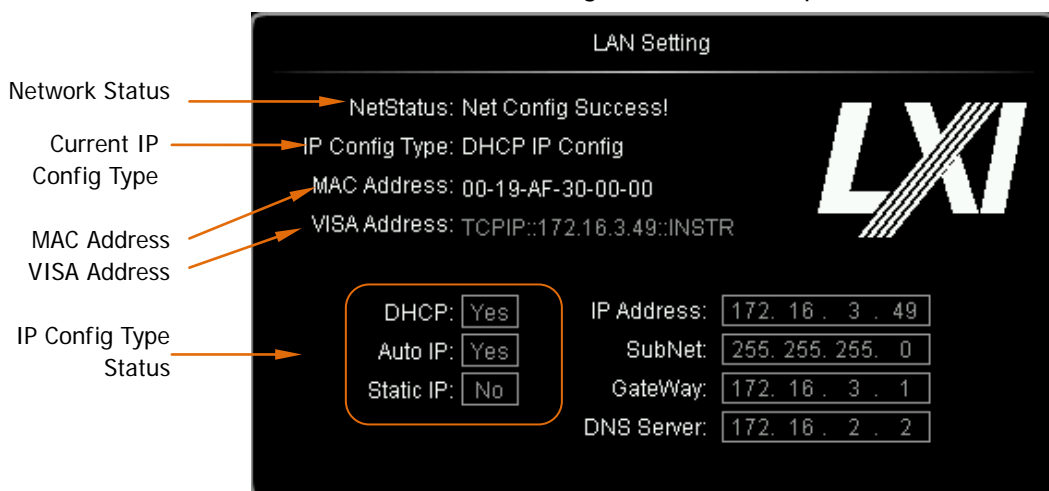 LAN Setting
Network Status
NetStatus: Net Config Success!
Current IP
Config Type
IP Config Type: DHCP IP Config
MAC Address: 00-19-AF-30-00-00
VISA Address: TCPIP::172.16.3.49::INSTR
LXI
MAC Address
VISA Address
IP Config Type
Status
DHCP: Yes
Auto IP: Yes
Static IP: No
IP Address: 172. 16 . 3 . 49
SubNet: 255. 255. 255. 0
GateWay: 172. 16 . 3 . 1
DNS Server: 172. 16 . 2 . 2